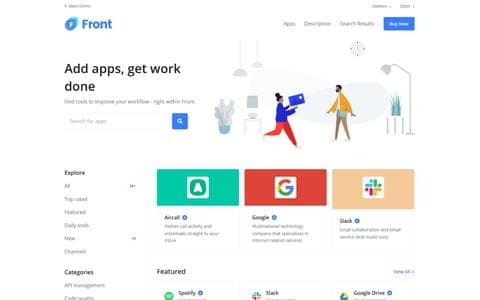 Main Demo
Demos
Docs
Front
Apps
Description
Search Results
Buy Now
Add apps, get work
done
Find tools to improve your workflow - right within Front.
Search for apps
Explore
All
30+
Top rated
Featured
Daily tools
New
Channels
Categories
API management
Code quality
Aircall
Deliver call activity and
voicemails straight to your
inbox
Google
Multinational technology
company that specializes in
Internet related services
Slack
Email collaboration and email
service desk made easy
Featured
View All >
Spotify
Slack
Google Drive